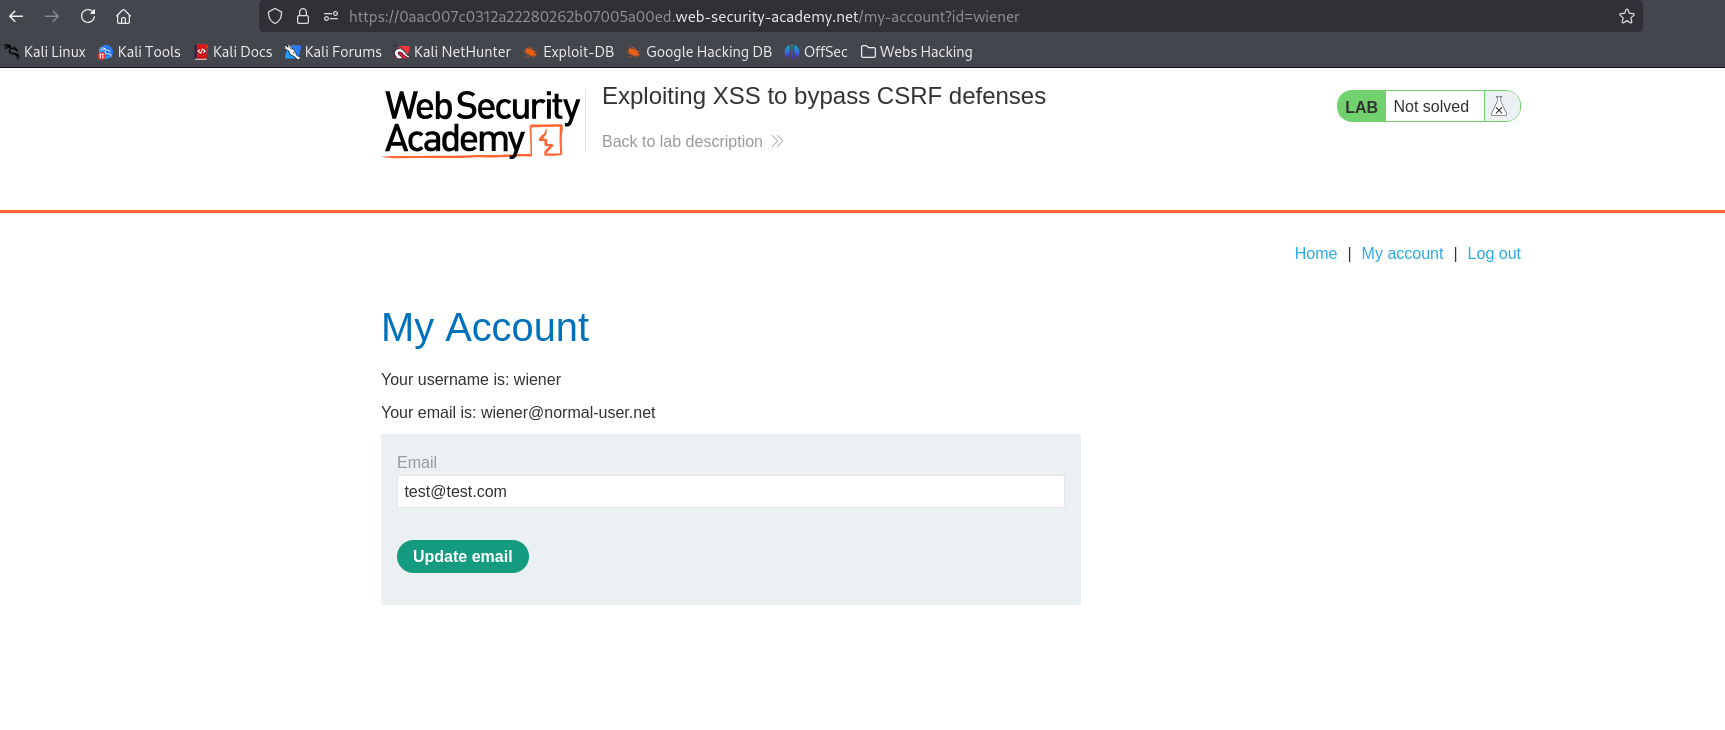 https://0aac007c0312a22280262b07005a00ed.web-security-academy.net/my-account?id=wiener
Kali Linux Kali Tools Kali Docs Kali Forums Kali NetHunter Exploit-DB Google Hacking DB OffSec Webs Hacking
Web Security
Academy
Exploiting XSS to bypass CSRF defenses
Back to lab description
LAB Not solved
Home | My account | Log out
My Account
Your username is: wiener
Your email is: wiener@normal-user.net
Email
test@test.com
Update email